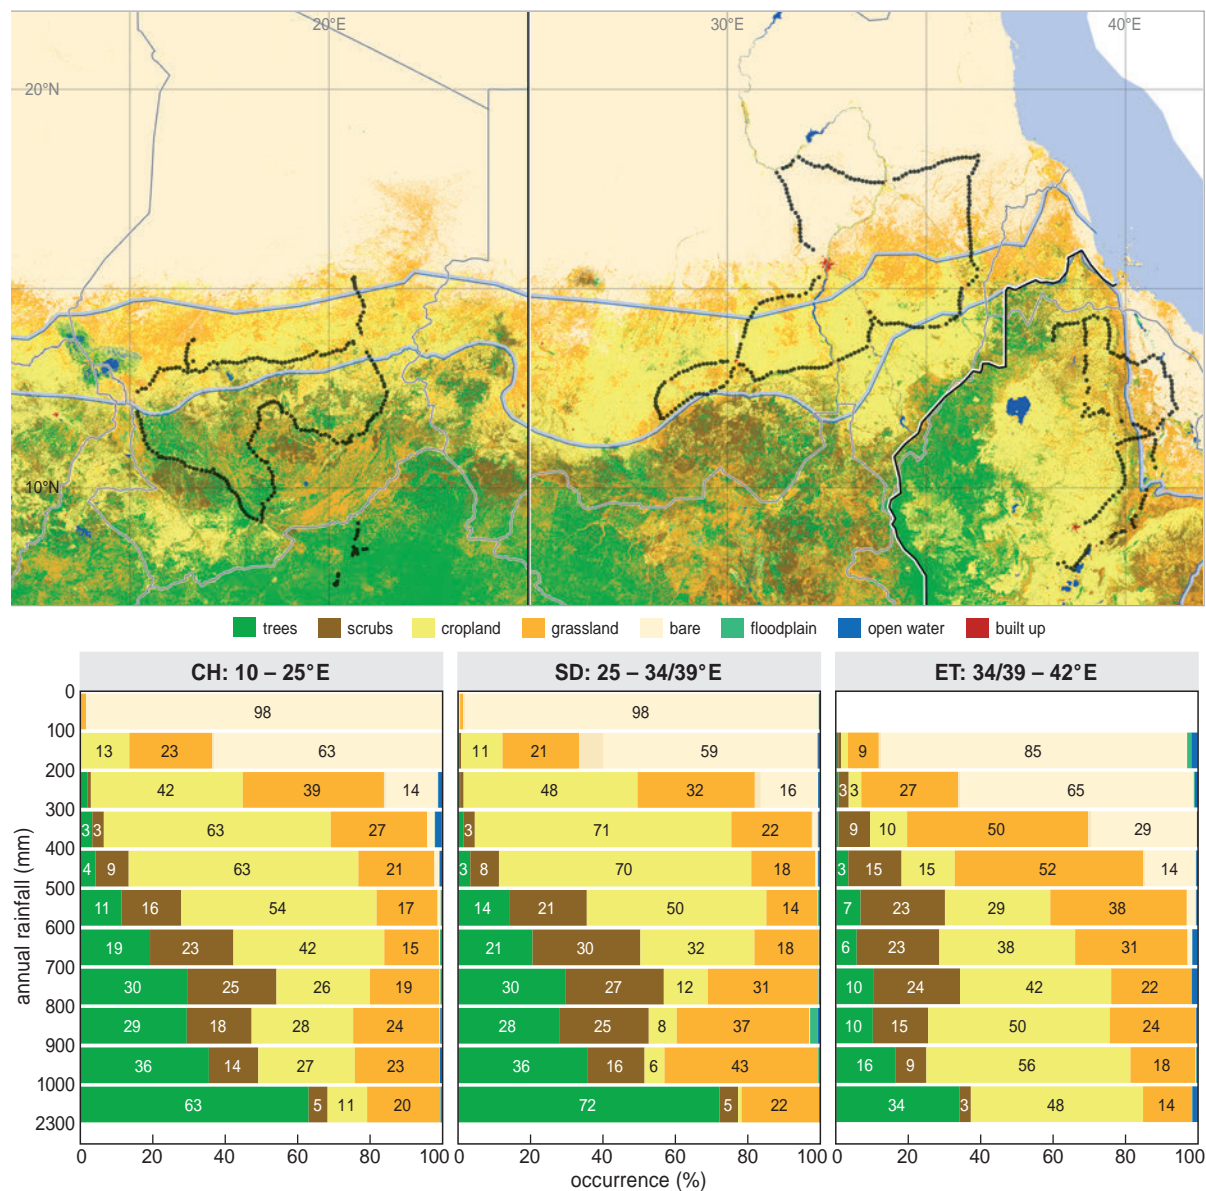 20°E 30°E 40°E
20°N
10°N
trees scrubs cropland grassland bare floodplain open water built up
CH: 10 – 25°E SD: 25 – 34/39°E ET: 34/39 – 42°E
0
98 98
100
13 23 63 11 21 59 9 85
200
42 39 14 48 32 16 3 3 27 65
300
3 3 63 27 3 71 22 9 10 50 29
400
4 9 63 21 3 8 70 18 3 15 15 52 14
500
11 16 54 17 14 21 50 14 7 23 29 38
600
19 23 42 15 21 30 32 18 6 23 38 31
700
30 25 26 19 30 27 12 31 10 24 42 22
800
29 18 28 24 28 25 8 37 10 15 50 24
900
36 14 27 23 36 16 6 43 16 9 56 18
1000
63 5 11 20 72 5 22 34 3 48 14
2300
annual rainfall (mm)
0 20 40 60 80 100 0 20 40 60 80 100 0 20 40 60 80 100
occurrence (%)